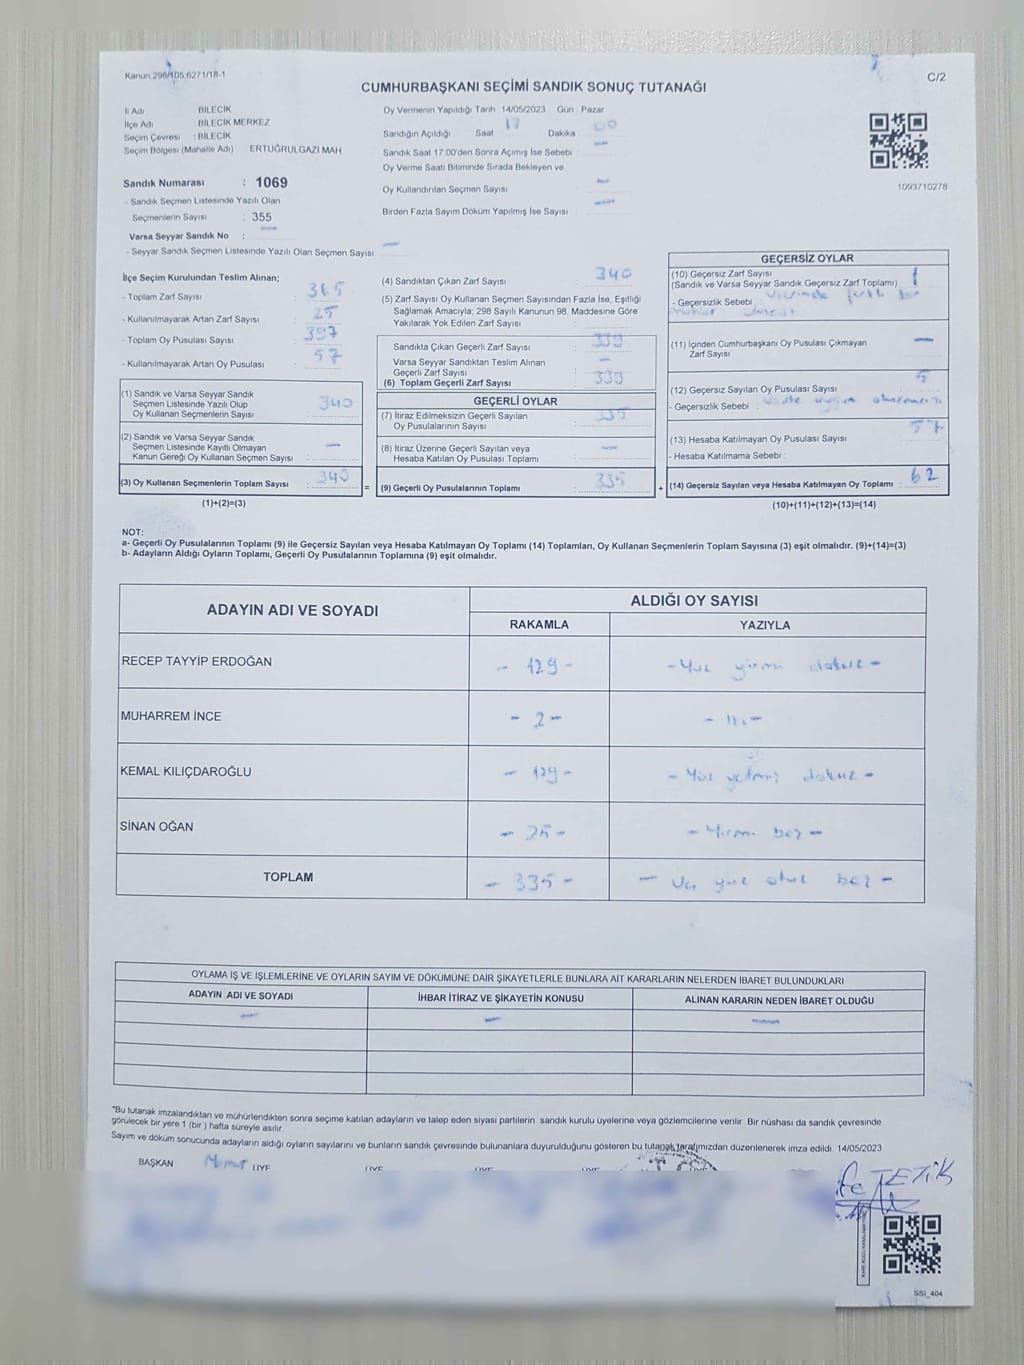 Kanun 298/105,6271/18-1
C/2
CUMHURBAŞKANI SEÇİMİ SANDIK SONUÇ TUTANAĞI
İl Adı BİLECİK
İlçe Adı BİLECİK MERKEZ
Seçim Çevresi : BİLECİK
Seçim Bölgesi (Mahalle Adı) ERTUĞRULGAZİ MAH
Sandık Numarası : 1069
- Sandık Seçmen Listesinde Yazılı Olan
Seçmenlerin Sayısı : 355
Varsa Seyyar Sandık No : -
- Seyyar Sandık Seçmen Listesinde Yazılı Olan Seçmen Sayısı: -
Oy Vermenin Yapıldığı Tarih 14/05/2023 Gün Pazar
Sandığın Açıldığı Saat 17 Dakika 00
Sandık Saat 17:00'den Sonra Açımış İse Sebebi : -
Oy Verme Saati Bitiminde Sırada Bekleyen ve
Oy Kullandırılan Seçmen Sayısı -
Birden Fazla Sayım Döküm Yapılmış İse Sayısı -
1093710278
İlçe Seçim Kurulundan Teslim Alınan;
- Toplam Zarf Sayısı : 365
- Kullanılmayarak Artan Zarf Sayısı : 25
- Toplam Oy Pusulası Sayısı : 397
- Kullanılmayarak Artan Oy Pusulası : 57
(1) Sandık ve Varsa Seyyar Sandık
Seçmen Listesinde Yazılı Olup
Oy Kullanan Seçmenlerin Sayısı : 340
(2) Sandık ve Varsa Seyyar Sandık
Seçmen Listesinde Kayıtlı Olmayan
Kanun Gereği Oy Kullanan Seçmen Sayısı : -
(3) Oy Kullanan Seçmenlerin Toplam Sayısı : 340
(1)+(2)=(3)
(4) Sandıktan Çıkan Zarf Sayısı : 340
(5) Zarf Sayısı Oy Kullanan Seçmen Sayısından Fazla İse, Eşitliği
Sağlamak Amacıyla; 298 Sayılı Kanunun 98. Maddesine Göre
Yakılarak Yok Edilen Zarf Sayısı :
Sandıkta Çıkan Geçerli Zarf Sayısı : 339
Varsa Seyyar Sandıktan Teslim Alınan
Geçerli Zarf Sayısı : -
(6) Toplam Geçerli Zarf Sayısı : 339
GEÇERLİ OYLAR
(7) İtiraz Edilmeksizin Geçerli Sayılan
Oy Pusulalarının Sayısı : 335
(8) İtiraz Üzerine Geçerli Sayılan veya
Hesaba Katılan Oy Pusulası Toplamı : -
= (9) Geçerli Oy Pusulalarının Toplamı : 335
GEÇERSİZ OYLAR
(10) Geçersiz Zarf Sayısı
(Sandık ve Varsa Seyyar Sandık Geçersiz Zarf Toplamı) : 1
- Geçersizlik Sebebi :
(11) İçinden Cumhurbaşkanı Oy Pusulası Çıkmayan
Zarf Sayısı -
(12) Geçersiz Sayılan Oy Pusulası Sayısı : 5
- Geçersizlik Sebebi :
(13) Hesaba Katılmayan Oy Pusulası Sayısı 57
- Hesaba Katılmama Sebebi :
+ (14) Geçersiz Sayılan veya Hesaba Katılmayan Oy Toplamı : 62
(10)+(11)+(12)+(13)=(14)
NOT:
a- Geçerli Oy Pusulalarının Toplamı (9) ile Geçersiz Sayılan veya Hesaba Katılmayan Oy Toplamı (14) Toplamları, Oy Kullanan Seçmenlerin Toplam Sayısına (3) eşit olmalıdır. (9)+(14)=(3)
b- Adayların Aldığı Oyların Toplamı, Geçerli Oy Pusulalarının Toplamına (9) eşit olmalıdır.
ADAYIN ADI VE SOYADI
ALDIĞI OY SAYISI
RAKAMLA YAZIYLA
RECEP TAYYİP ERDOĞAN - 129 - - Yüz yirmi dokuz -
MUHARREM İNCE - 2 - - iki -
KEMAL KILIÇDAROĞLU - 179 - - Yüz yetmiş dokuz -
SİNAN OĞAN - 25 - - Yirmi beş -
TOPLAM - 335 - - Üç yüz otuz beş -
OYLAMA İŞ VE İŞLEMLERİNE VE OYLARIN SAYIM VE DÖKÜMÜNE DAİR ŞİKAYETLERLE BUNLARA AİT KARARLARIN NELERDEN İBARET BULUNDUKLARI
ADAYIN ADI VE SOYADI İHBAR İTİRAZ VE ŞİKAYETİN KONUSU ALINAN KARARIN NEDEN İBARET OLDUĞU
- - -
"Bu tutanak imzalandıktan ve mühürlendikten sonra seçime katılan adayların ve talep eden siyasi partilerin sandık kurulu üyelerine veya gözlemcilerine verilir. Bir nüshası da sandık çevresinde
görülecek bir yere 1 (bir ) hafta süreyle asılır.
Sayım ve döküm sonucunda adayların aldığı oyların sayılarını ve bunların sandık çevresinde bulunanlara duyurulduğunu gösteren bu tutanak tarafımızdan düzenlenerek imza edildi 14/05/2023
BAŞKAN ÜYE ÜYE ÜYE ÜYE
TETİK
SSI_404